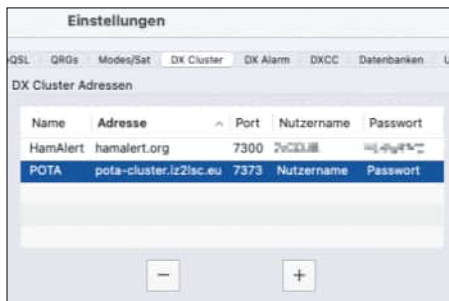 Einstellungen
QSL QRGs Modes/Sat DX Cluster DX Alarm DXCC Datenbanken
DX Cluster Adressen
Name Adresse Port Nutzername Passwort
HamAlert hamalert.org 7300
POTA pota-cluster.iz2lsc.eu 7373 Nutzername Passwort
− +